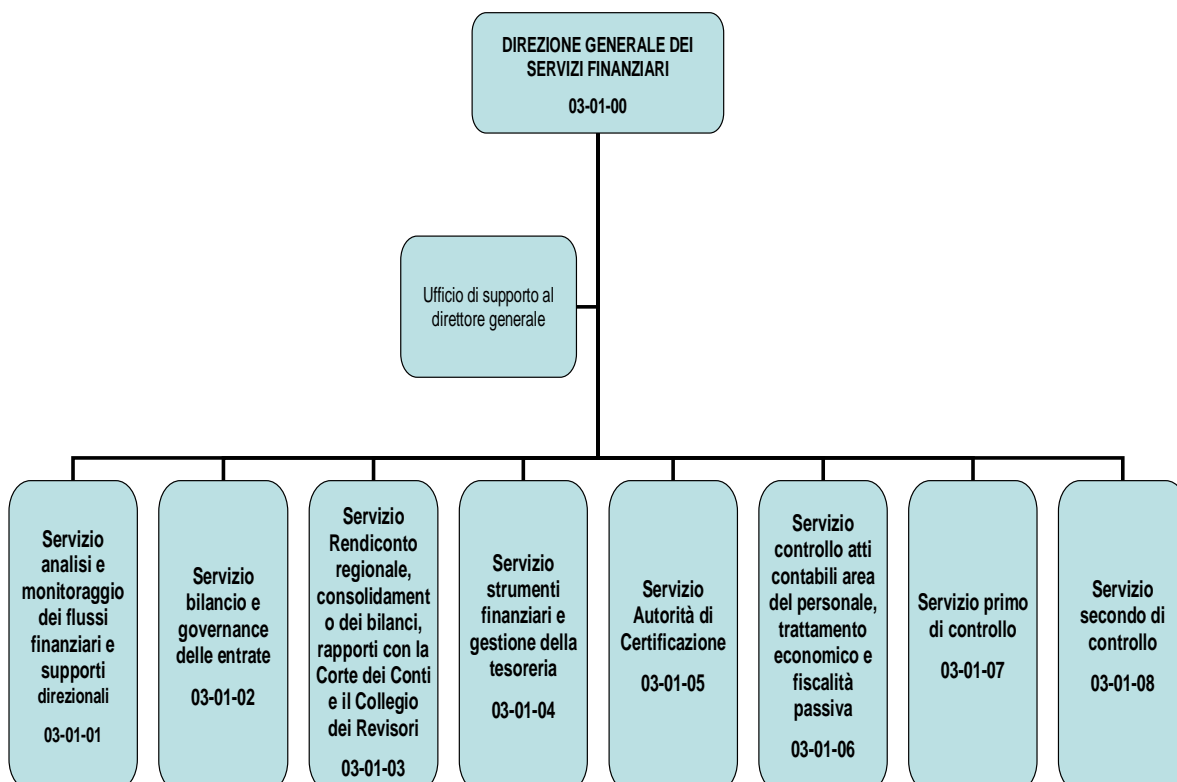 DIREZIONE GENERALE DEI
SERVIZI FINANZIARI
03-01-00
Ufficio di supporto al
direttore generale
Servizio
analisi e
monitoraggio
dei flussi
finanziari e
supporti
direzionali
03-01-01
Servizio
bilancio e
governance
delle entrate
03-01-02
Servizio
Rendiconto
regionale,
consolidament
o dei bilanci,
rapporti con la
Corte dei Conti
e il Collegio
dei Revisori
03-01-03
Servizio
strumenti
finanziari e
gestione della
tesoreria
03-01-04
Servizio
Autorità di
Certificazione
03-01-05
Servizio
controllo atti
contabili area
del personale,
trattamento
economico e
fiscalità
passiva
03-01-06
Servizio primo
di controllo
03-01-07
Servizio
secondo di
controllo
03-01-08